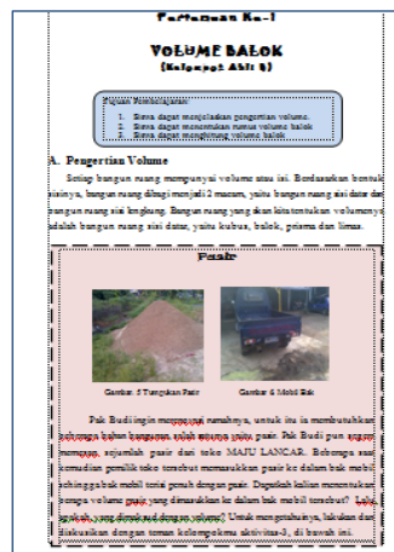 Pertemuan Ke-1
VOLUME BALOK
(Kelompok Ahli B)
Tujuan Pembelajaran:
1. Siswa dapat menjelaskan pengertian volume.
2. Siswa dapat menentukan rumus volume balok
3. Siswa dapat menghitung volume balok
A. Pengertian Volume
Setiap bangun ruang mempunyai volume atau isi. Berdasarkan bentuk
sisinya, bangun ruang dibagi menjadi 2 macam, yaitu bangun ruang sisi datar dan
bangun ruang sisi lengkung. Bangun ruang yang akan kita tentukan volumenya
adalah bangun ruang sisi datar, yaitu kubus, balok, prisma dan limas.
Pasir
Gambar. 5 Tumpukan Pasir
Gambar 6 Mobil Bak
Pak Budi ingin merenovasi rumahnya, untuk itu ia membutuhkan
beberapa bahan bangunan, salah satunya yaitu pasir. Pak Budi pun
memesan sejumlah pasir dari toko MAJU LANCAR. Beberapa saat
kemudian pemilik toko tersebut memasukkan pasir ke dalam bak mobil
sehingga bak mobil terisi penuh dengan pasir. Dapatkah kalian menentukan
berapa volume pasir yang dimasukkan ke dalam bak mobil tersebut? Lalu
apakah yang dimaksud dengan volume? Untuk mengetahuinya, lakukan dan
diskusikan dengan teman kelompokmu aktivitas-3, di bawah ini.